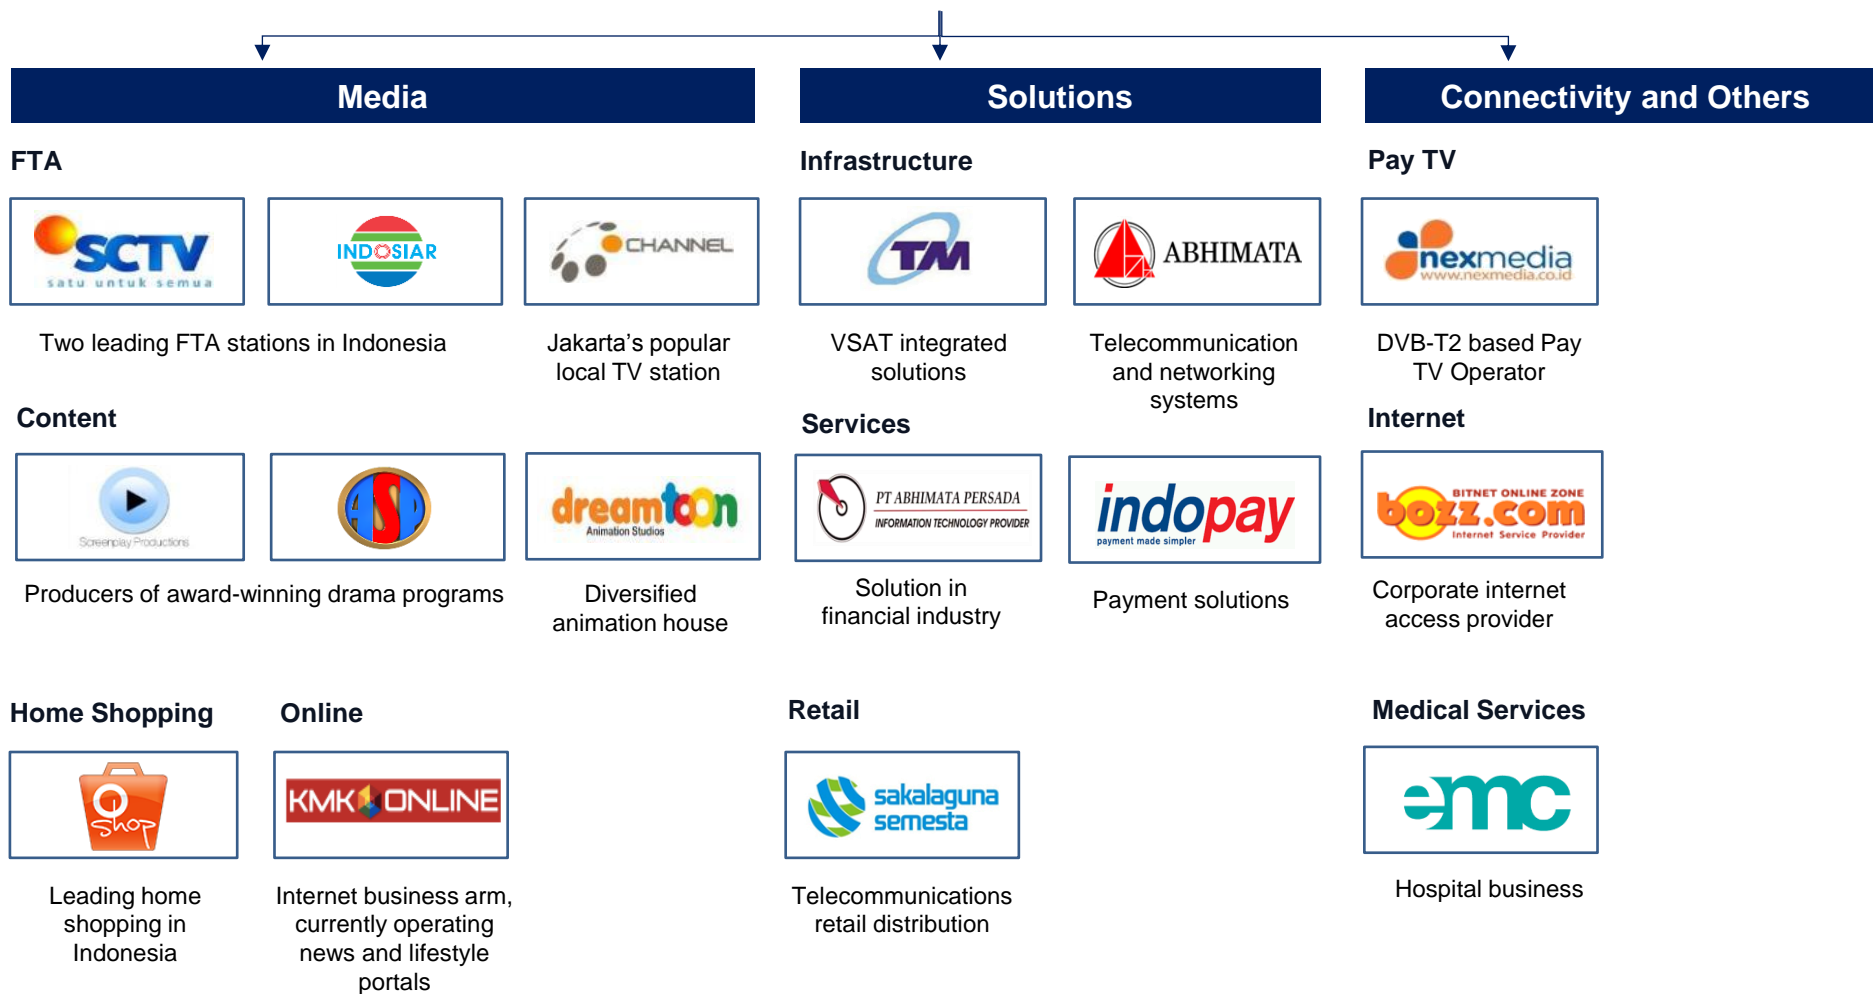 Media
Solutions
Connectivity and Others
FTA
Infrastructure
Pay TV
SCTV
satu untuk semua
INDOSIAR
CHANNEL
TM
ABHIMATA
nexmedia
www.nexmedia.co.id
Two leading FTA stations in Indonesia
Jakarta’s popular
local TV station
VSAT integrated
solutions
Telecommunication
and networking
systems
DVB-T2 based Pay
TV Operator
Content
Services
Internet
Screenplay Productions
ASP
dreamtoon
Animation Studios
PT ABHIMATA PERSADA
INFORMATION TECHNOLOGY PROVIDER
indopay
payment made simpler
BITNET ONLINE ZONE
bozz.com
Internet Service Provider
Producers of award-winning drama programs
Diversified
animation house
Solution in
financial industry
Payment solutions
Corporate internet
access provider
Home Shopping
Online
Retail
Medical Services
O
Shop
KMK ONLINE
sakalaguna
semesta
emc
Leading home
shopping in
Indonesia
Internet business arm,
currently operating
news and lifestyle
portals
Telecommunications
retail distribution
Hospital business